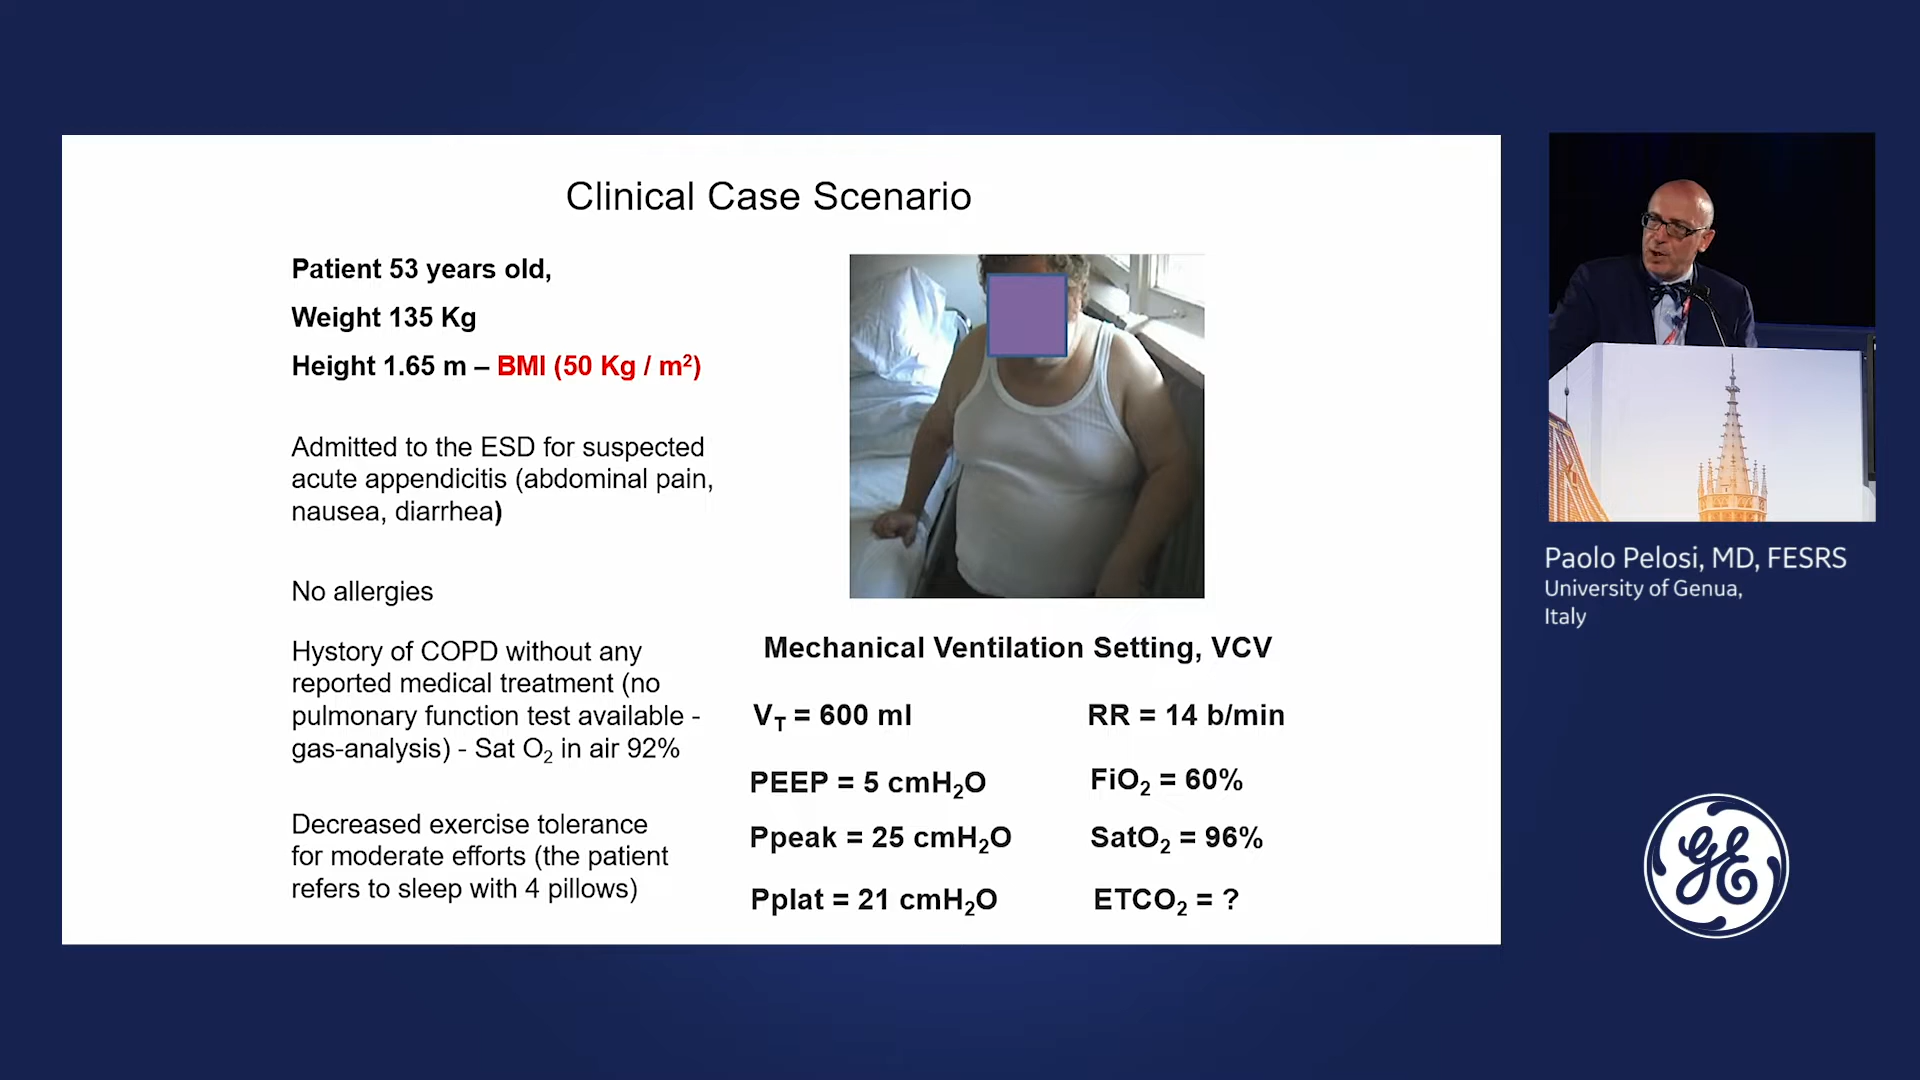 Clinical Case Scenario
Patient 53 years old,
Weight 135 Kg
Height 1.65 m – BMI (50 Kg / m²)
Admitted to the ESD for suspected
acute appendicitis (abdominal pain,
nausea, diarrhea)
No allergies
Hystory of COPD without any
reported medical treatment (no
pulmonary function test available -
gas-analysis) - Sat O₂ in air 92%
Decreased exercise tolerance
for moderate efforts (the patient
refers to sleep with 4 pillows)
Mechanical Ventilation Setting, VCV
V_T = 600 ml RR = 14 b/min
PEEP = 5 cmH₂O FiO₂ = 60%
Ppeak = 25 cmH₂O SatO₂ = 96%
Pplat = 21 cmH₂O ETCO₂ = ?
Paolo Pelosi, MD, FESRS
University of Genua,
Italy
GE